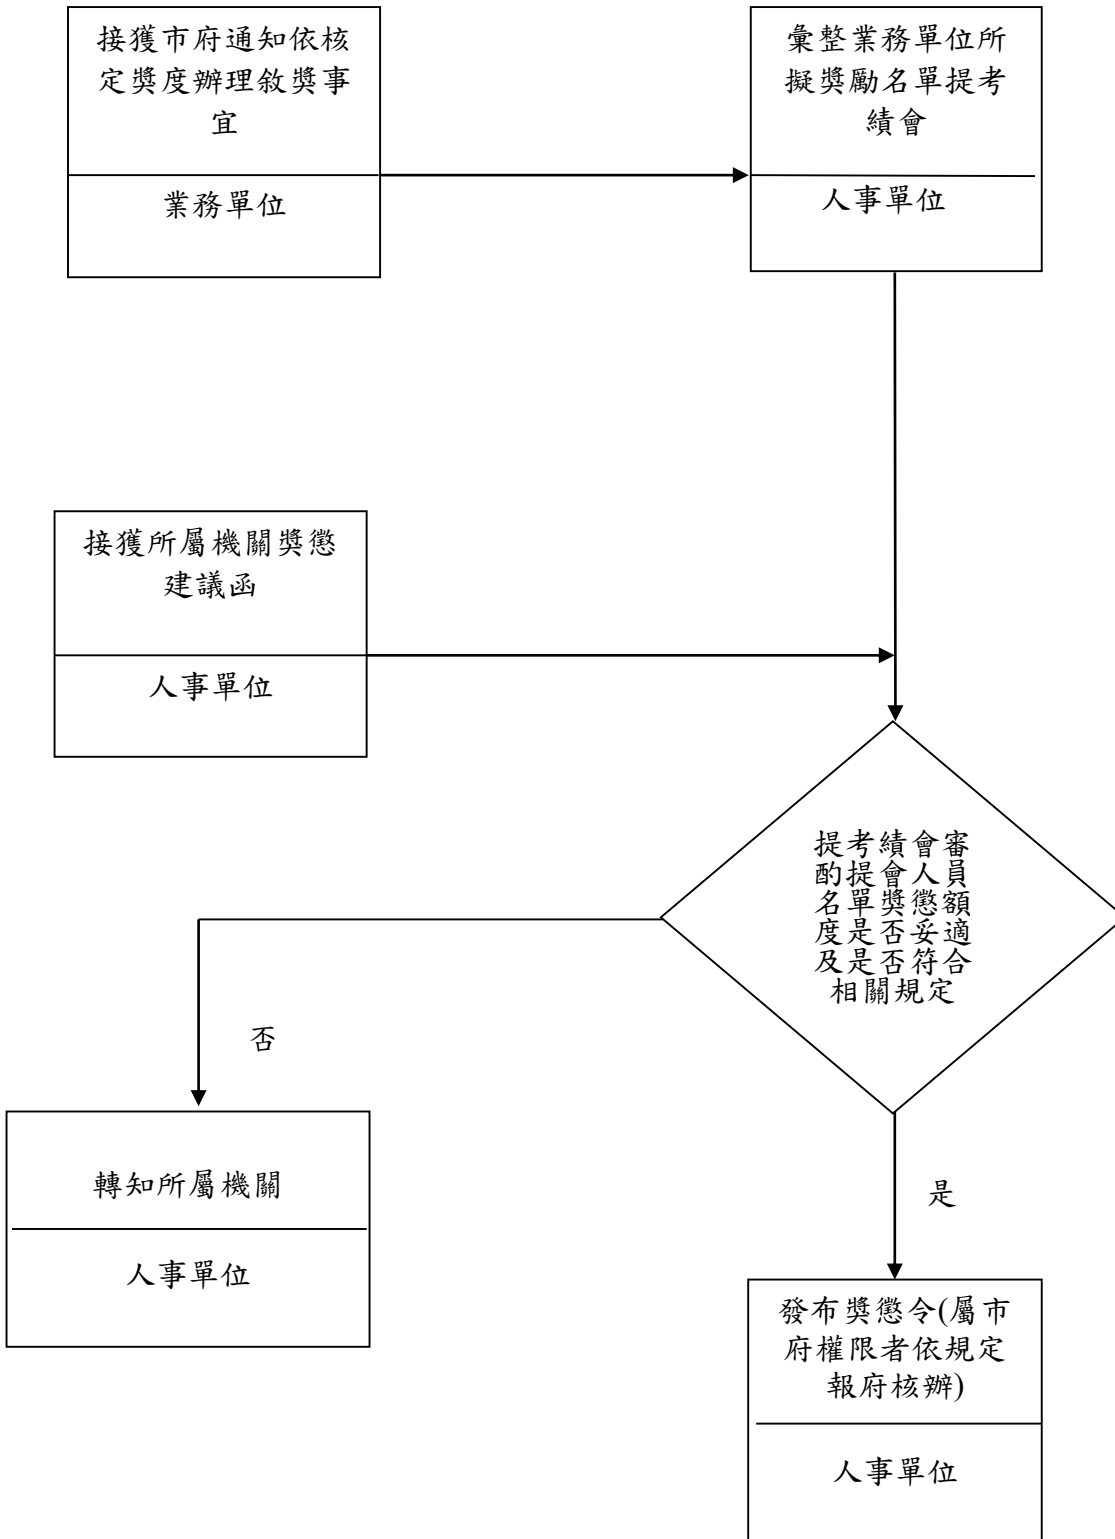 接獲市府通知依核
定獎度辦理敘獎事
宜
業務單位
彙整業務單位所
擬獎勵名單提考
績會
人事單位
接獲所屬機關獎懲
建議函
人事單位
提考績會審
酌提會人員
名單獎懲額
度是否妥適
及是否符合
相關規定
否
轉知所屬機關
人事單位
是
發布獎懲令(屬市
府權限者依規定
報府核辦)
人事單位